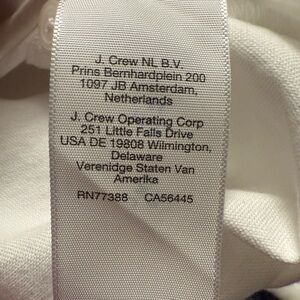 J. Crew NL B.V.
Prins Bernhardplein 200
1097 JB Amsterdam,
Netherlands
J. Crew Operating Corp
251 Little Falls Drive
USA DE 19808 Wilmington,
Delaware
Verenidge Staten Van
Amerika
RN77388 CA56445